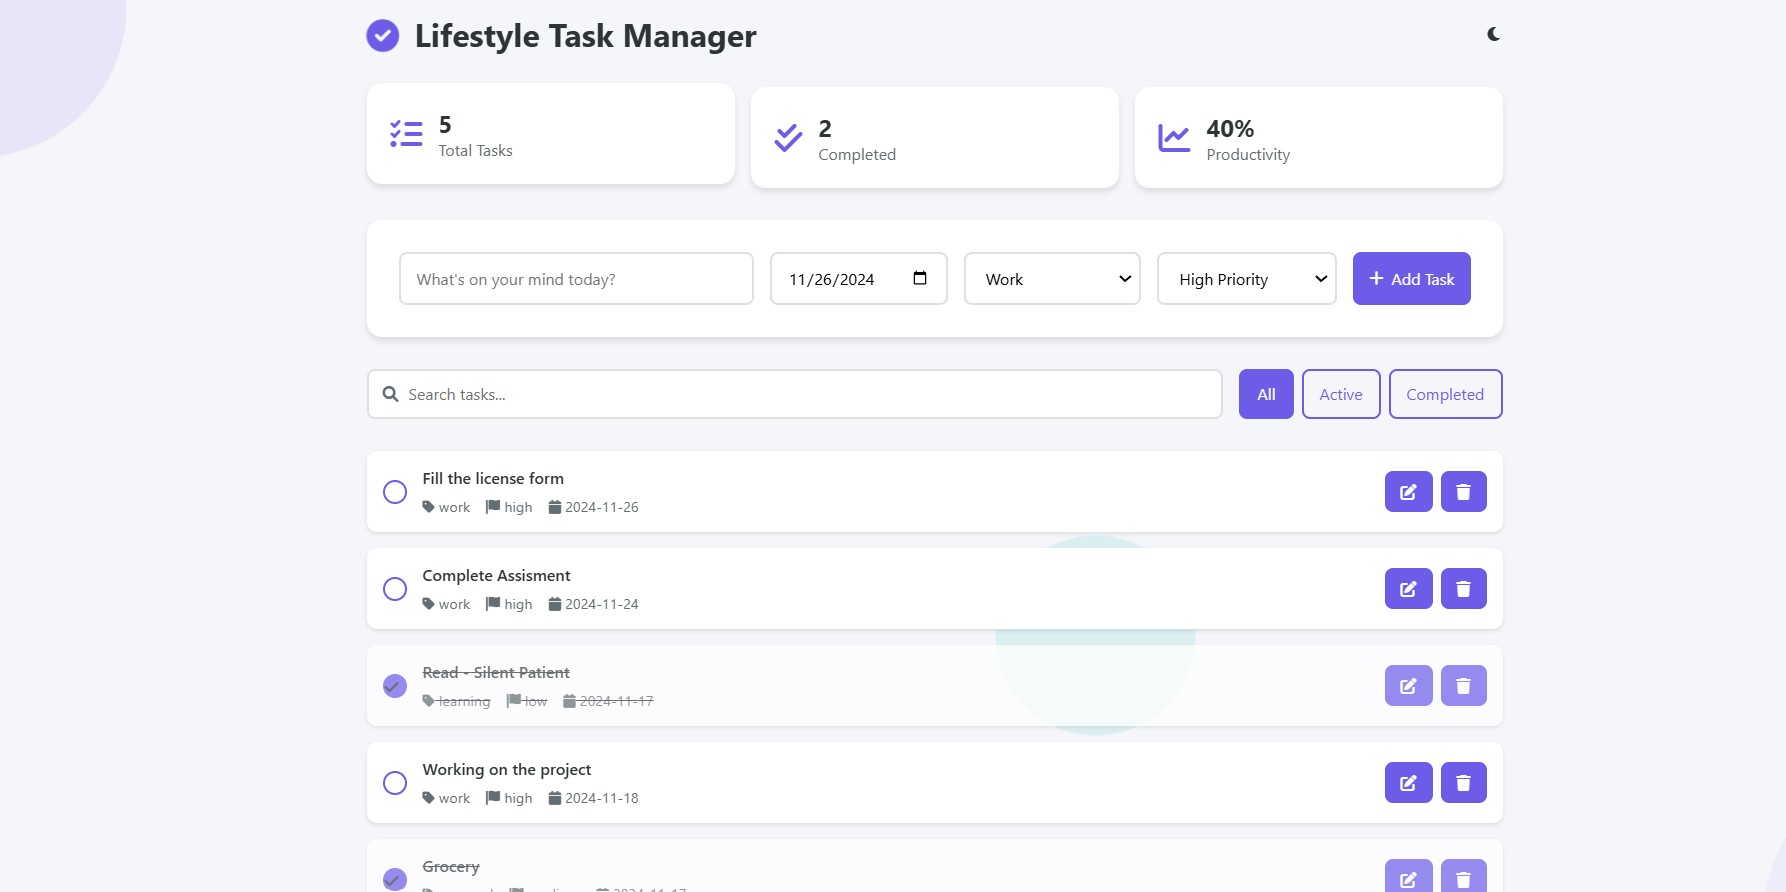 Lifestyle Task Manager
5
Total Tasks
2
Completed
40%
Productivity
What's on your mind today?
11/26/2024
Work
High Priority
+ Add Task
Search tasks...
All
Active
Completed
Fill the license form
work high 2024-11-26
Complete Assisment
work high 2024-11-24
Read - Silent Patient
learning low 2024-11-17
Working on the project
work high 2024-11-18
Grocery
2024-11-17